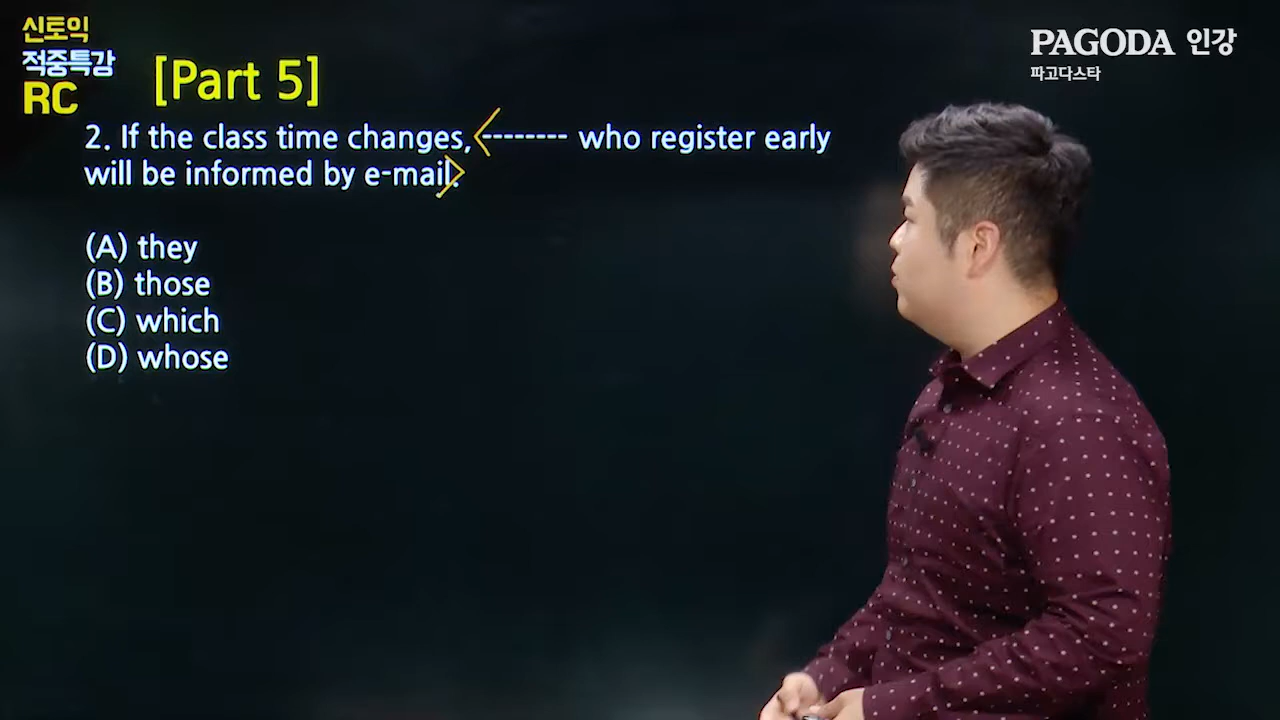 신토익
적중특강
RC
[Part 5]
PAGODA 인강
파고다스타
2. If the class time changes, -------- who register early
will be informed by e-mail.
(A) they
(B) those
(C) which
(D) whose